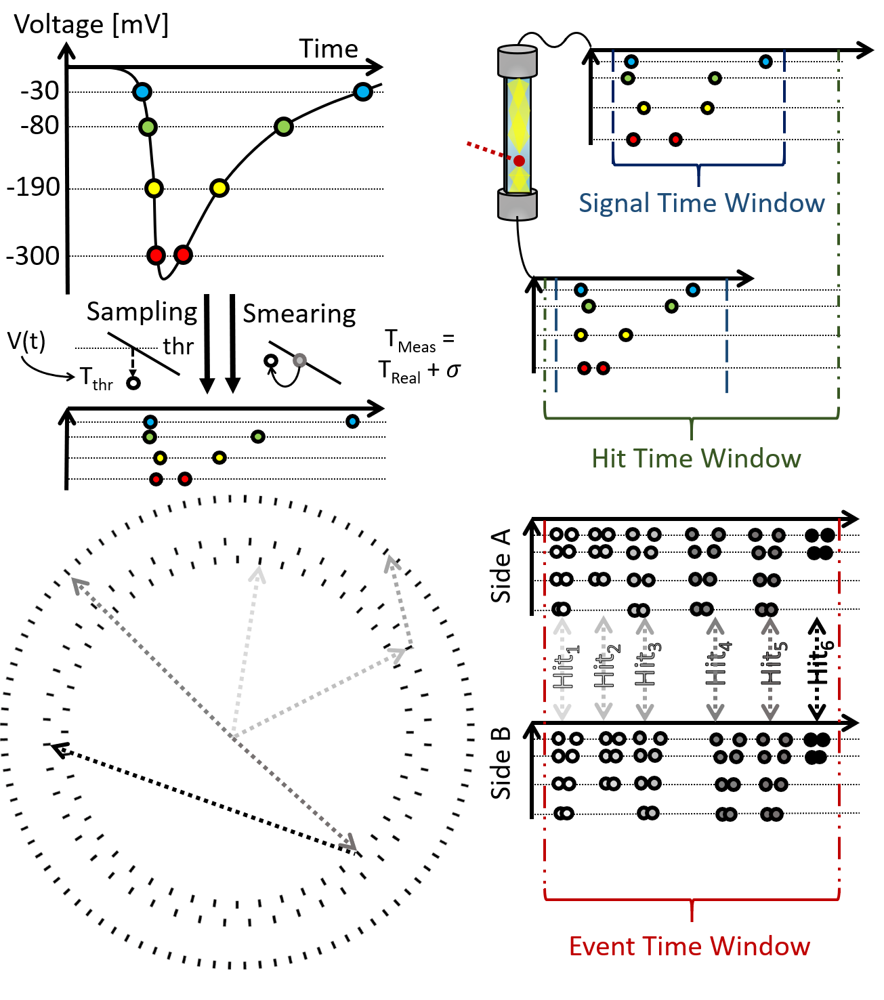 Voltage [mV]
Time
-30
-80
-190
-300
Sampling
Smearing
V(t)
thr
T_thr
T_Meas =
T_Real + σ
Signal Time Window
Hit Time Window
Side A
Hit_1
Hit_2
Hit_3
Hit_4
Hit_5
Hit_6
Side B
Event Time Window